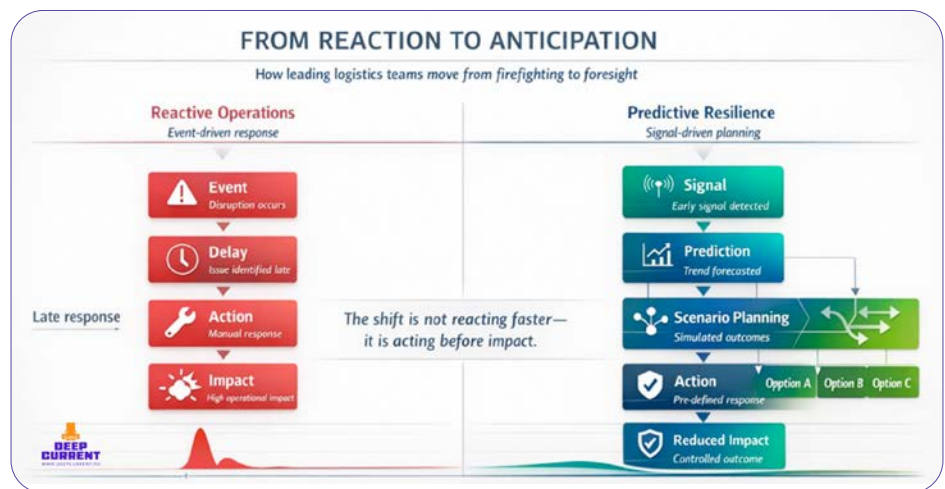 FROM REACTION TO ANTICIPATION
How leading logistics teams move from firefighting to foresight
Reactive Operations
Event-driven response
Event
Disruption occurs
Delay
Issue identified late
Late response
Action
Manual response
Impact
High operational impact
The shift is not reacting faster—
it is acting before impact.
Predictive Resilience
Signal-driven planning
Signal
Early signal detected
Prediction
Trend forecasted
Scenario Planning
Simulated outcomes
Action
Pre-defined response
Opption A
Option B
Option C
Reduced Impact
Controlled outcome
DEEP
CURRENT